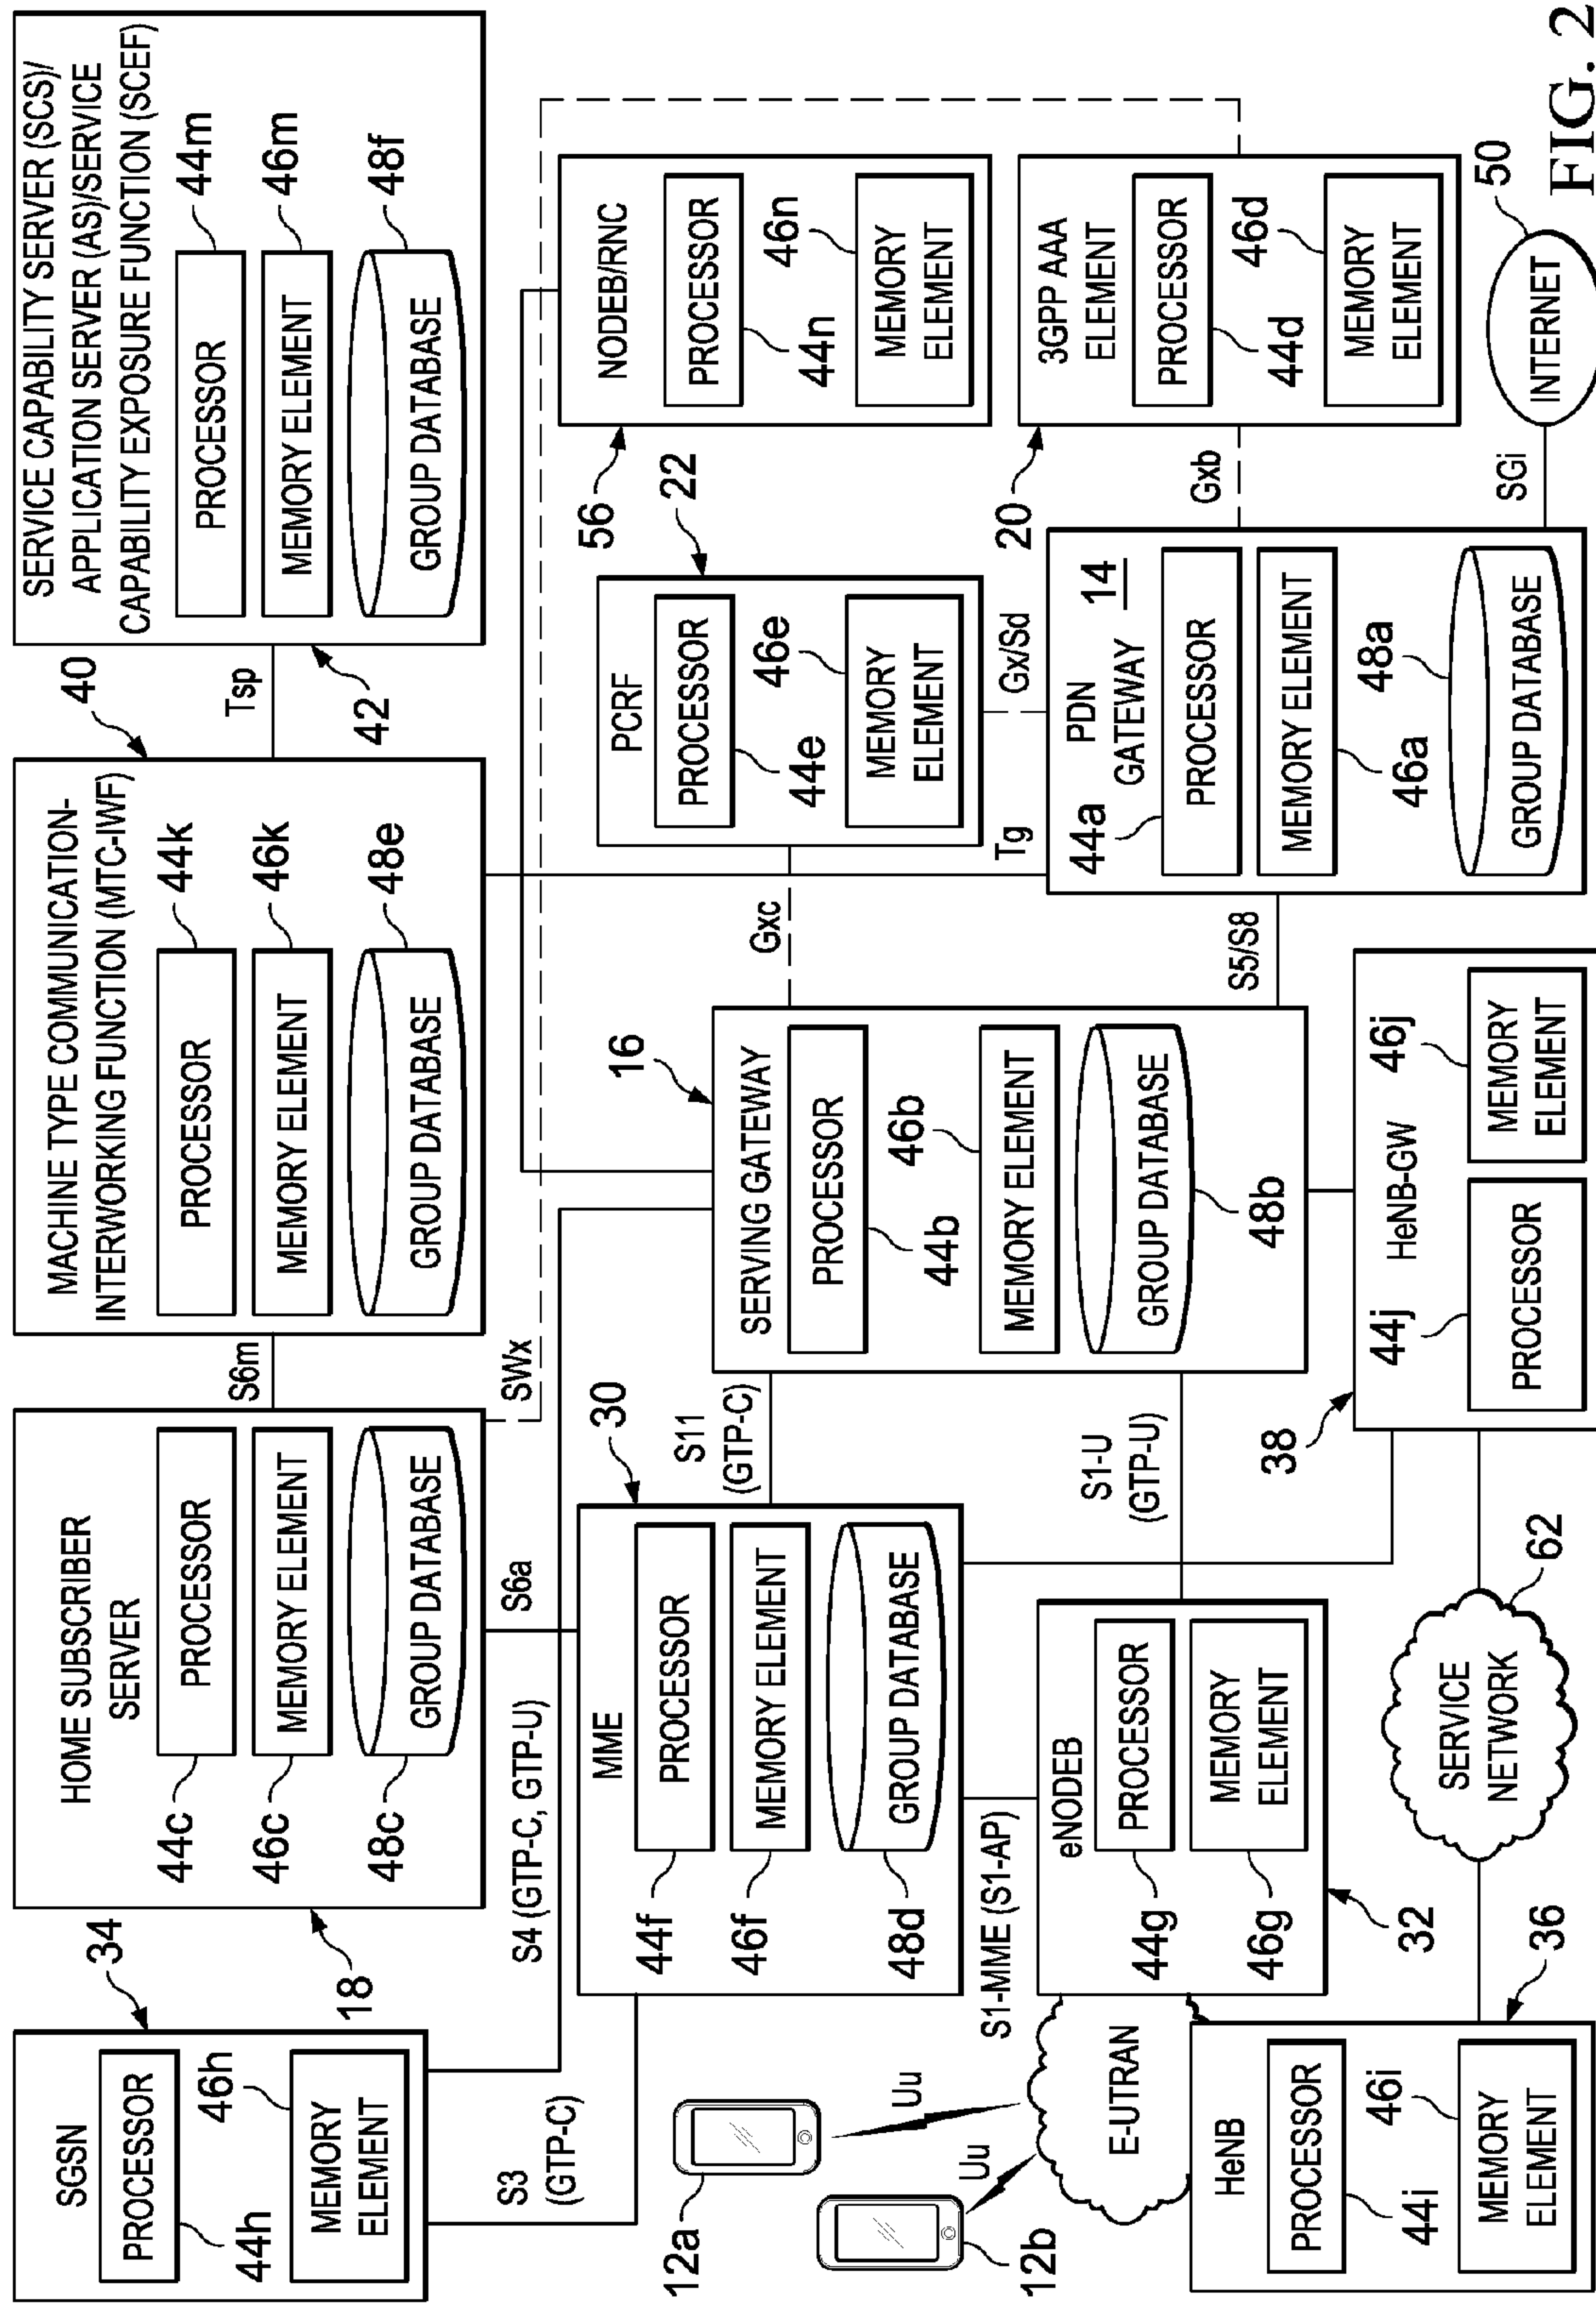 SGSN
PROCESSOR
44h
46h
MEMORY
ELEMENT
34
HOME SUBSCRIBER
SERVER
44c
PROCESSOR
46c
MEMORY ELEMENT
48c
GROUP DATABASE
18
S6m
MACHINE TYPE COMMUNICATION-
INTERWORKING FUNCTION (MTC-IWF)
PROCESSOR
44k
MEMORY ELEMENT
46k
GROUP DATABASE
48e
40
Tsp
SERVICE CAPABILITY SERVER (SCS)/
APPLICATION SERVER (AS)/SERVICE
CAPABILITY EXPOSURE FUNCTION (SCEF)
PROCESSOR
44m
MEMORY ELEMENT
46m
GROUP DATABASE
48f
42
S3
(GTP-C)
S4 (GTP-C, GTP-U)
S6a
SWx
MME
PROCESSOR
44f
MEMORY ELEMENT
46f
GROUP DATABASE
48d
30
S11
(GTP-C)
SERVING GATEWAY
PROCESSOR
44b
46b
MEMORY ELEMENT
GROUP DATABASE
48b
16
Gxc
PCRF
PROCESSOR
44e
46e
MEMORY
ELEMENT
22
NODEB/RNC
PROCESSOR
44n
46n
MEMORY
ELEMENT
56
Tg
Gx/Sd
12a
Uu
12b
Uu
E-UTRAN
S1-MME (S1-AP)
eNODEB
PROCESSOR
44g
MEMORY
ELEMENT
46g
32
S1-U
(GTP-U)
S5/S8
PDN
GATEWAY
14
44a
PROCESSOR
MEMORY ELEMENT
46a
48a
GROUP DATABASE
Gxb
3GPP AAA
ELEMENT
PROCESSOR
44d
46d
MEMORY
ELEMENT
20
HeNB
PROCESSOR
44i
46i
MEMORY
ELEMENT
36
SERVICE
NETWORK
62
38
HeNB-GW
44j
PROCESSOR
46j
MEMORY
ELEMENT
SGi
INTERNET
50
FIG. 2